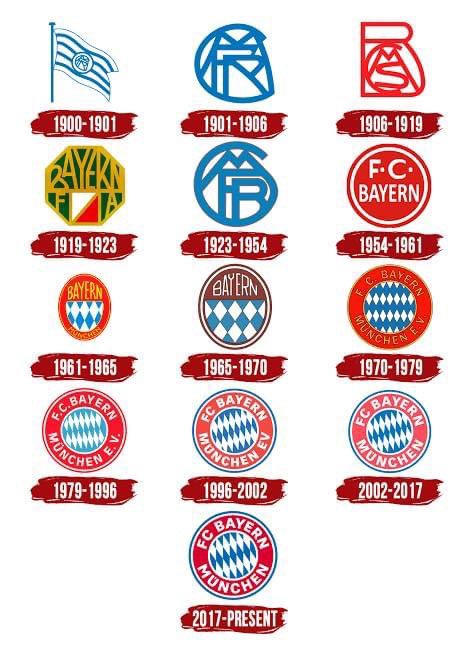 1900-1901
1901-1906
1906-1919
BAYERN
1919-1923
1923-1954
F·C·
BAYERN
1954-1961
BAYERN
MÜNCHEN
1961-1965
BAYERN
1965-1970
F.C. BAYERN
MÜNCHEN E.V.
1970-1979
F.C. BAYERN
MÜNCHEN E.V.
1979-1996
FC BAYERN
MÜNCHEN EV
1996-2002
FC BAYERN
MÜNCHEN
2002-2017
FC BAYERN
MÜNCHEN
2017-PRESENT